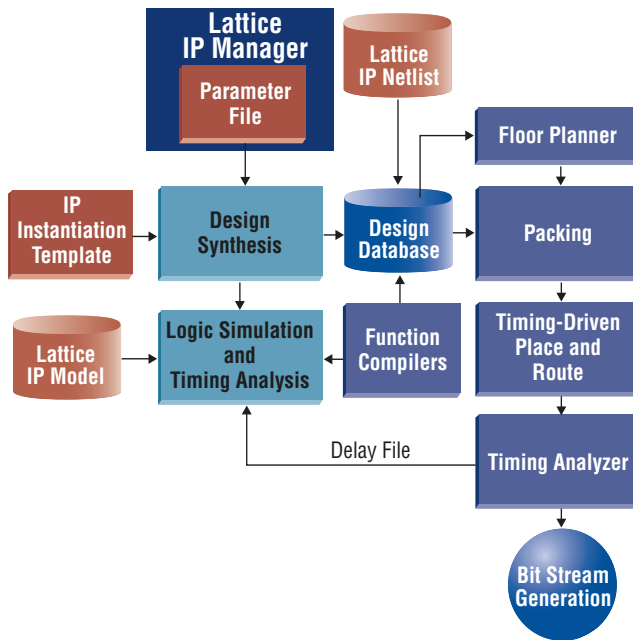 Lattice
IP Manager
Parameter
File
Lattice
IP Netlist
Floor Planner
IP
Instantiation
Template
Design
Synthesis
Design
Database
Packing
Lattice
IP Model
Logic Simulation
and
Timing Analysis
Function
Compilers
Timing-Driven
Place and
Route
Delay File
Timing Analyzer
Bit Stream
Generation